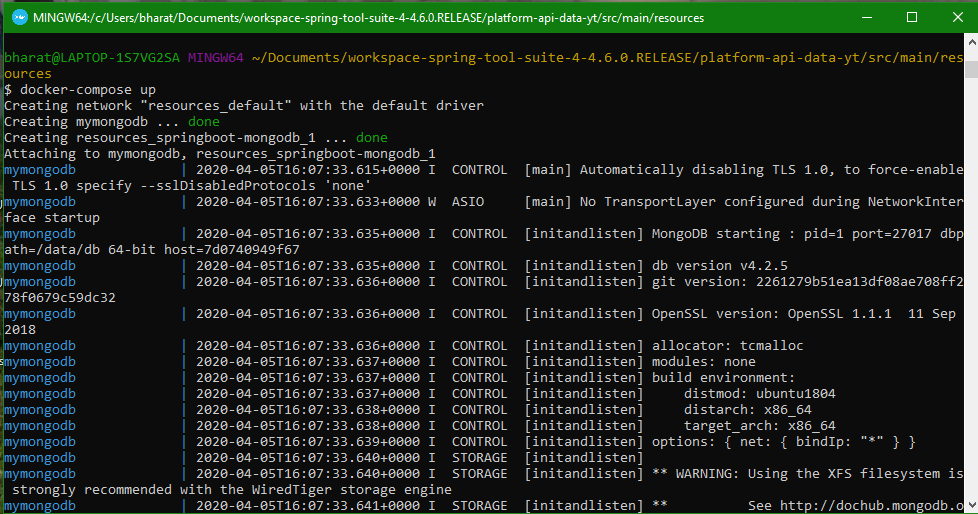 MINGW64:/c/Users/bharat/Documents/workspace-spring-tool-suite-4-4.6.0.RELEASE/platform-api-data-yt/src/main/resources
bharat@LAPTOP-1S7VG2SA MINGW64 ~/Documents/workspace-spring-tool-suite-4-4.6.0.RELEASE/platform-api-data-yt/src/main/res
ources
$ docker-compose up
Creating network "resources_default" with the default driver
Creating mymongodb ... done
Creating resources_springboot-mongodb_1 ... done
Attaching to mymongodb, resources_springboot-mongodb_1
mymongodb | 2020-04-05T16:07:33.615+0000 I CONTROL [main] Automatically disabling TLS 1.0, to force-enable
TLS 1.0 specify --sslDisabledProtocols 'none'
mymongodb | 2020-04-05T16:07:33.633+0000 W ASIO [main] No TransportLayer configured during NetworkInter
face startup
mymongodb | 2020-04-05T16:07:33.635+0000 I CONTROL [initandlisten] MongoDB starting : pid=1 port=27017 dbp
ath=/data/db 64-bit host=7d0740949f67
mymongodb | 2020-04-05T16:07:33.635+0000 I CONTROL [initandlisten] db version v4.2.5
mymongodb | 2020-04-05T16:07:33.636+0000 I CONTROL [initandlisten] git version: 2261279b51ea13df08ae708ff2
78f0679c59dc32
mymongodb | 2020-04-05T16:07:33.636+0000 I CONTROL [initandlisten] OpenSSL version: OpenSSL 1.1.1 11 Sep
2018
mymongodb | 2020-04-05T16:07:33.636+0000 I CONTROL [initandlisten] allocator: tcmalloc
mymongodb | 2020-04-05T16:07:33.637+0000 I CONTROL [initandlisten] modules: none
mymongodb | 2020-04-05T16:07:33.637+0000 I CONTROL [initandlisten] build environment:
mymongodb | 2020-04-05T16:07:33.637+0000 I CONTROL [initandlisten] distmod: ubuntu1804
mymongodb | 2020-04-05T16:07:33.638+0000 I CONTROL [initandlisten] distarch: x86_64
mymongodb | 2020-04-05T16:07:33.638+0000 I CONTROL [initandlisten] target_arch: x86_64
mymongodb | 2020-04-05T16:07:33.639+0000 I CONTROL [initandlisten] options: { net: { bindIp: "*" } }
mymongodb | 2020-04-05T16:07:33.640+0000 I STORAGE [initandlisten]
mymongodb | 2020-04-05T16:07:33.640+0000 I STORAGE [initandlisten] ** WARNING: Using the XFS filesystem is
strongly recommended with the WiredTiger storage engine
mymongodb | 2020-04-05T16:07:33.641+0000 I STORAGE [initandlisten] ** See http://dochub.mongodb.o